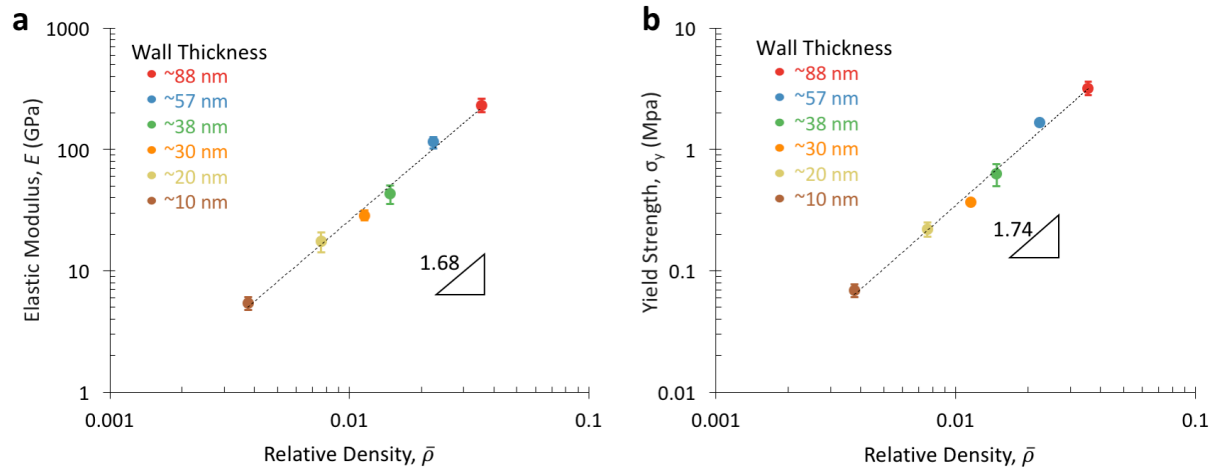 a
1000
100
10
1
Elastic Modulus, E (GPa)
Wall Thickness
~88 nm
~57 nm
~38 nm
~30 nm
~20 nm
~10 nm
1.68
0.001
0.01
0.1
Relative Density, ρ̄
b
10
1
0.1
0.01
Yield Strength, σy (Mpa)
Wall Thickness
~88 nm
~57 nm
~38 nm
~30 nm
~20 nm
~10 nm
1.74
0.001
0.01
0.1
Relative Density, ρ̄